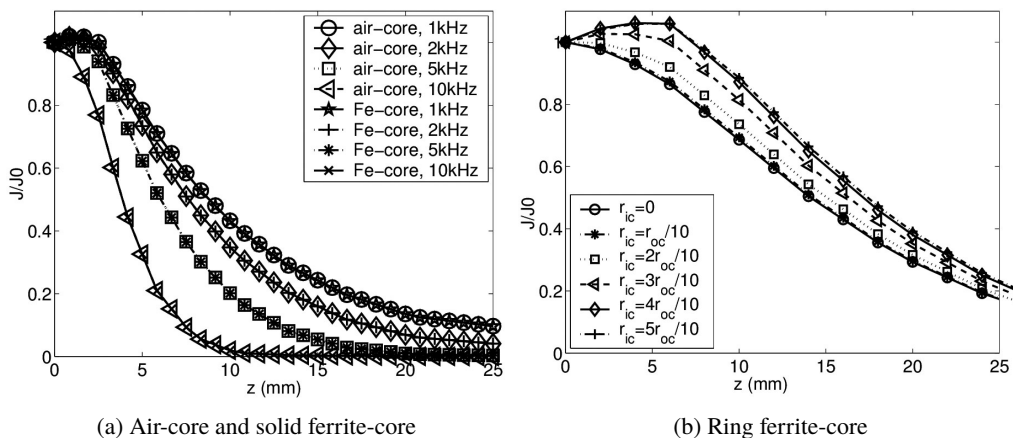 J/J0
0.8
0.6
0.4
0.2
0
0
5
10
15
20
25
z (mm)
air-core, 1kHz
air-core, 2kHz
air-core, 5kHz
air-core, 10kHz
Fe-core, 1kHz
Fe-core, 2kHz
Fe-core, 5kHz
Fe-core, 10kHz
(a) Air-core and solid ferrite-core
J/J0
1
0.8
0.6
0.4
0.2
0
0
5
10
15
20
25
z (mm)
r_ic=0
r_ic=r_oc/10
r_ic=2r_oc/10
r_ic=3r_oc/10
r_ic=4r_oc/10
r_ic=5r_oc/10
(b) Ring ferrite-core